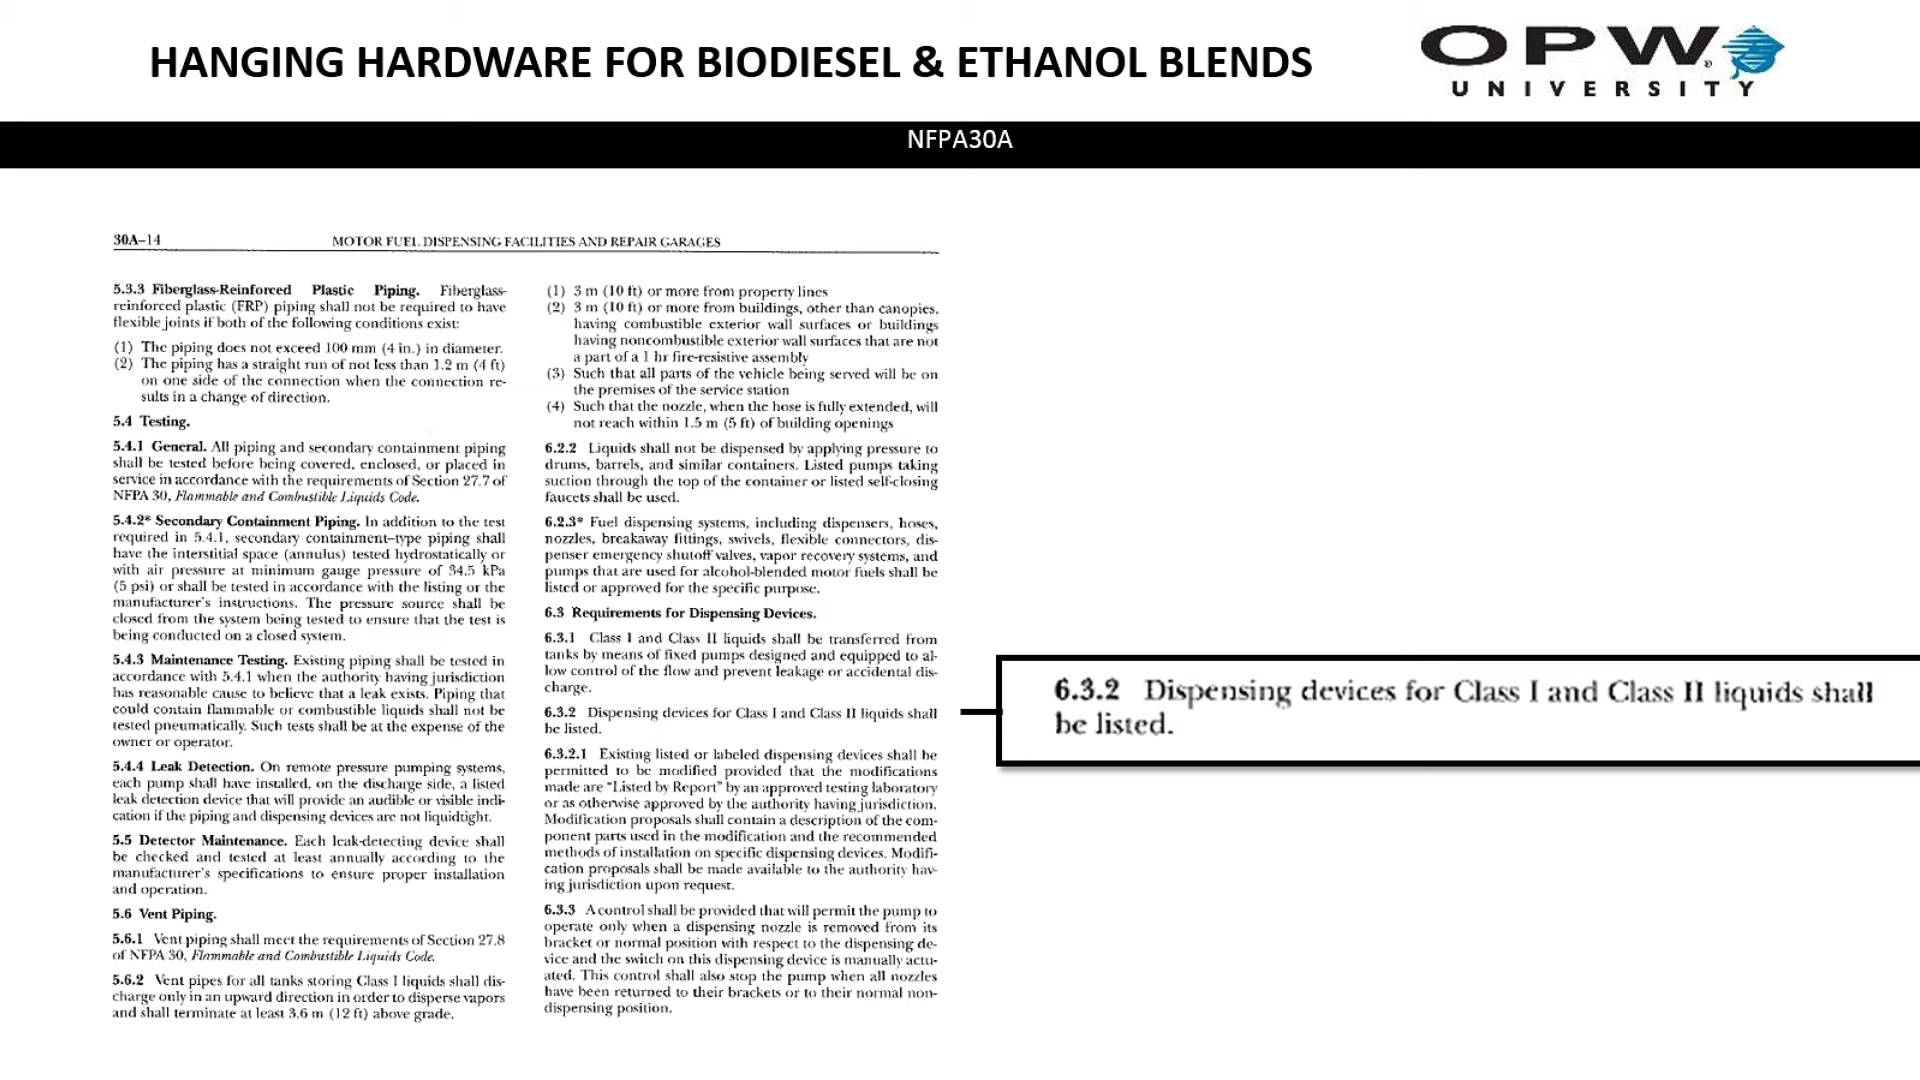 HANGING HARDWARE FOR BIODIESEL & ETHANOL BLENDS
OPW
UNIVERSITY
NFPA30A
30A–14
MOTOR FUEL DISPENSING FACILITIES AND REPAIR GARAGES
5.3.3 Fiberglass-Reinforced Plastic Piping. Fiberglass-
reinforced plastic (FRP) piping shall not be required to have
flexible joints if both of the following conditions exist:
(1) The piping does not exceed 100 mm (4 in.) in diameter.
(2) The piping has a straight run of not less than 1.2 m (4 ft)
on one side of the connection when the connection re-
sults in a change of direction.
5.4 Testing.
5.4.1 General. All piping and secondary containment piping
shall be tested before being covered, enclosed, or placed in
service in accordance with the requirements of Section 27.7 of
NFPA 30, Flammable and Combustible Liquids Code.
5.4.2* Secondary Containment Piping. In addition to the test
required in 5.4.1, secondary containment–type piping shall
have the interstitial space (annulus) tested hydrostatically or
with air pressure at minimum gauge pressure of 34.5 kPa
(5 psi) or shall be tested in accordance with the listing or the
manufacturer's instructions. The pressure source shall be
closed from the system being tested to ensure that the test is
being conducted on a closed system.
5.4.3 Maintenance Testing. Existing piping shall be tested in
accordance with 5.4.1 when the authority having jurisdiction
has reasonable cause to believe that a leak exists. Piping that
could contain flammable or combustible liquids shall not be
tested pneumatically. Such tests shall be at the expense of the
owner or operator.
5.4.4 Leak Detection. On remote pressure pumping systems,
each pump shall have installed, on the discharge side, a listed
leak detection device that will provide an audible or visible indi-
cation if the piping and dispensing devices are not liquidtight.
5.5 Detector Maintenance. Each leak-detecting device shall
be checked and tested at least annually according to the
manufacturer's specifications to ensure proper installation
and operation.
5.6 Vent Piping.
5.6.1 Vent piping shall meet the requirements of Section 27.8
of NFPA 30, Flammable and Combustible Liquids Code.
5.6.2 Vent pipes for all tanks storing Class I liquids shall dis-
charge only in an upward direction in order to disperse vapors
and shall terminate at least 3.6 m (12 ft) above grade.
(1) 3 m (10 ft) or more from property lines
(2) 3 m (10 ft) or more from buildings, other than canopies,
having combustible exterior wall surfaces or buildings
having noncombustible exterior wall surfaces that are not
a part of a 1 hr fire-resistive assembly
(3) Such that all parts of the vehicle being served will be on
the premises of the service station
(4) Such that the nozzle, when the hose is fully extended, will
not reach within 1.5 m (5 ft) of building openings
6.2.2 Liquids shall not be dispensed by applying pressure to
drums, barrels, and similar containers. Listed pumps taking
suction through the top of the container or listed self-closing
faucets shall be used.
6.2.3* Fuel dispensing systems, including dispensers, hoses,
nozzles, breakaway fittings, swivels, flexible connectors, dis-
penser emergency shutoff valves, vapor recovery systems, and
pumps that are used for alcohol-blended motor fuels shall be
listed or approved for the specific purpose.
6.3 Requirements for Dispensing Devices.
6.3.1 Class I and Class II liquids shall be transferred from
tanks by means of fixed pumps designed and equipped to al-
low control of the flow and prevent leakage or accidental dis-
charge.
6.3.2 Dispensing devices for Class I and Class II liquids shall
be listed.
6.3.2.1 Existing listed or labeled dispensing devices shall be
permitted to be modified provided that the modifications
made are "Listed by Report" by an approved testing laboratory
or as otherwise approved by the authority having jurisdiction.
Modification proposals shall contain a description of the com-
ponent parts used in the modification and the recommended
methods of installation on specific dispensing devices. Modifi-
cation proposals shall be made available to the authority hav-
ing jurisdiction upon request.
6.3.3 A control shall be provided that will permit the pump to
operate only when a dispensing nozzle is removed from its
bracket or normal position with respect to the dispensing de-
vice and the switch on this dispensing device is manually actu-
ated. This control shall also stop the pump when all nozzles
have been returned to their brackets or to their normal non-
dispensing position.
6.3.2 Dispensing devices for Class I and Class II liquids shall
be listed.